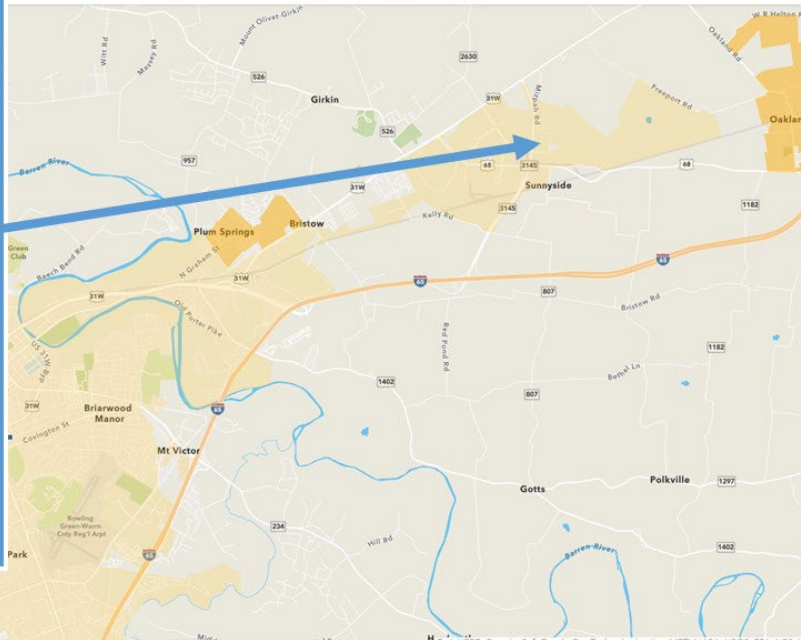 W R Helton R
Mount Olivet-Girkin
Witt Rd
Massey Rd
Oakland Rd
2630
526
Mizpah Rd
Freeport Rd
Girkin
31W
Oaklan
526
957
Barren River
68
3145
68
31W
Sunnyside
1182
3145
Kelly Rd
Bristow
Plum Springs
Green
Club
Beech Bend Rd
N Graham St
65
31W
65
807
31W
Old Porter Pike
Bristow Rd
US 31-W-Byp
Red Pond Rd
1182
Bethel Ln
1402
807
31W
Briarwood
Manor
65
Covington St
Mt Victor
Polkville
1297
Gotts
Bowling
Green-Warrn
Cnty Reg'l Arpt
234
Hill Rd
Barren River
1402
Park
65